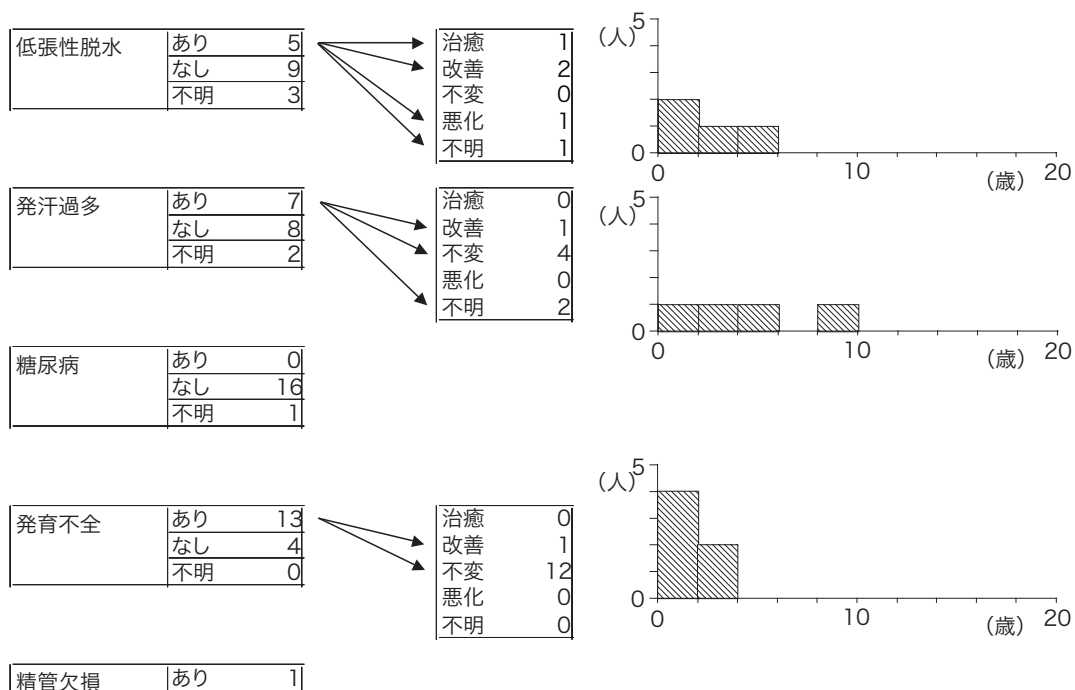 低張性脱水 あり 5
なし 9
不明 3
治癒 1
改善 2
不変 0
悪化 1
不明 1
(人) 5
0
0 10 20
(歳)
発汗過多 あり 7
なし 8
不明 2
治癒 0
改善 1
不変 4
悪化 0
不明 2
(人) 5
0
0 10 20
(歳)
糖尿病 あり 0
なし 16
不明 1
発育不全 あり 13
なし 4
不明 0
治癒 0
改善 1
不変 12
悪化 0
不明 0
(人) 5
0
0 10 20
(歳)
精管欠損 あり 1